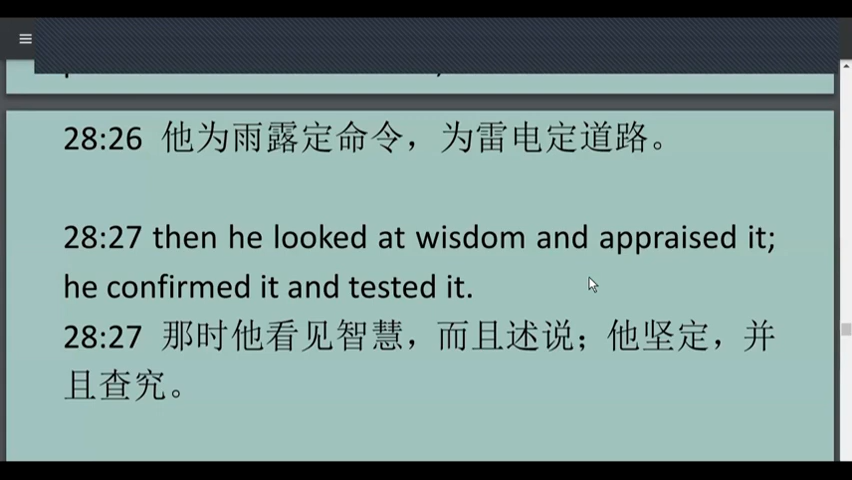 28:26 他为雨露定命令，为雷电定道路。
28:27 then he looked at wisdom and appraised it;
he confirmed it and tested it.
28:27 那时他看见智慧，而且述说；他坚定，并
且查究。